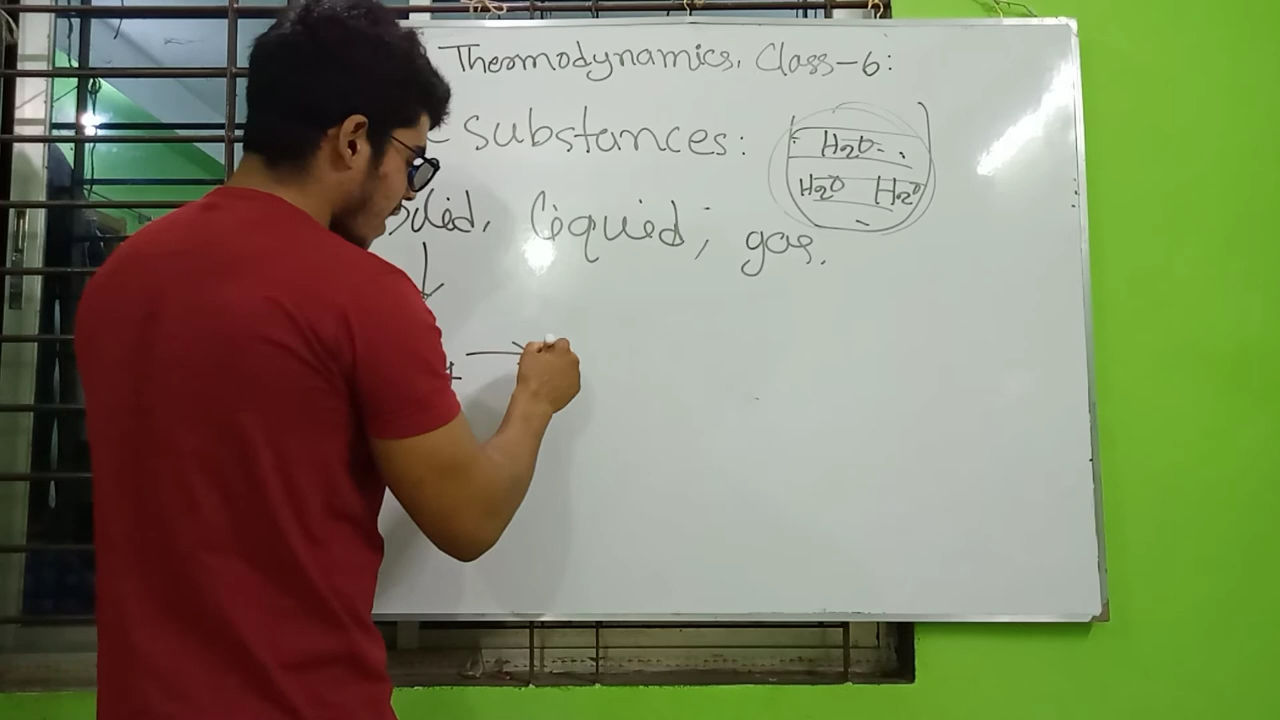 Thermodynamics. Class-6:
substances:
H2O
H2O H2O
liquid, gas.